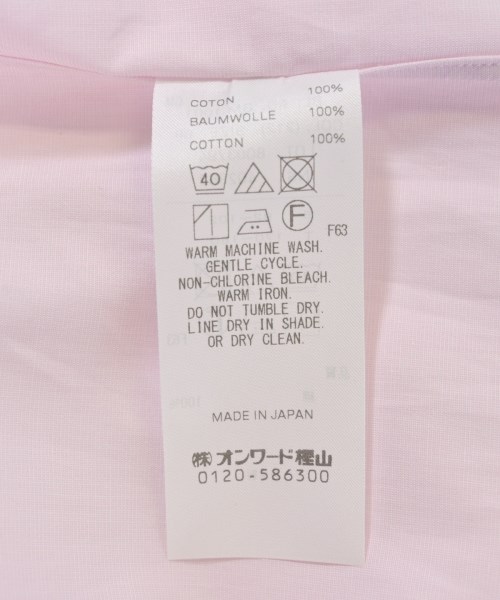 COTON 100%
BAUMWOLLE 100%
COTTON 100%
40
F
F63
WARM MACHINE WASH.
GENTLE CYCLE.
NON-CHLORINE BLEACH.
WARM IRON.
DO NOT TUMBLE DRY.
LINE DRY IN SHADE.
OR DRY CLEAN.
MADE IN JAPAN
㈱オンワード樫山
0120-586300